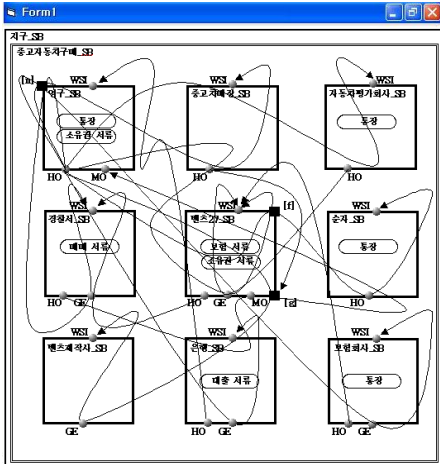 Form1
지구_SB
중고자동차구매_SB
[n] WSI WSI WSI
영구_SB 중고차매장_SB 자동차평가회사_SB
통장 통장
소유권 서류
HO MO HO HO
WSI WSI [f] WSI
경찰서_SB 벤츠27_SB 순자_SB
매매 서류 보험 서류 통장
소유권 서류
HO GE HO GE MO [g] HO
WSI WSI WSI
벤츠제작사_SB 은행_SB 보험회사_SB
대출 서류 통장
GE HO GE HO GE